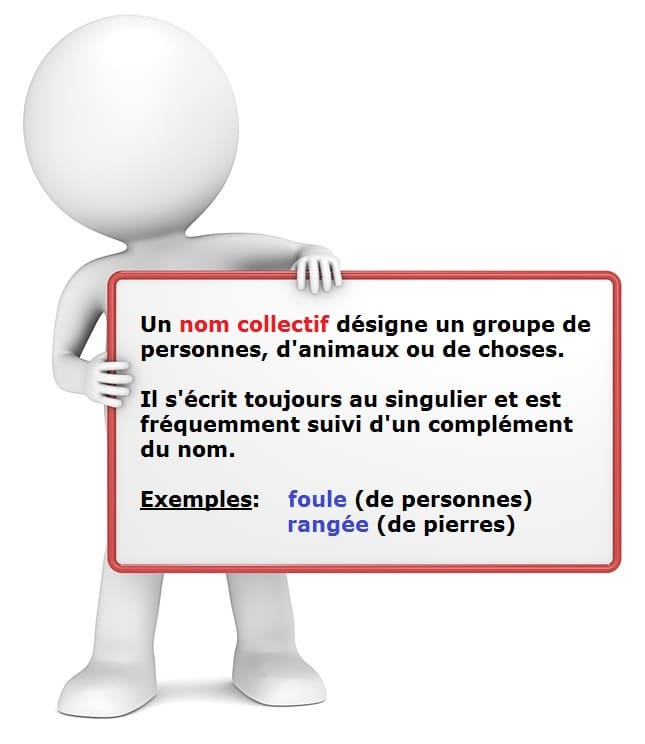 Un nom collectif désigne un groupe de
personnes, d'animaux ou de choses.
Il s'écrit toujours au singulier et est
fréquemment suivi d'un complément
du nom.
Exemples: foule (de personnes)
rangée (de pierres)